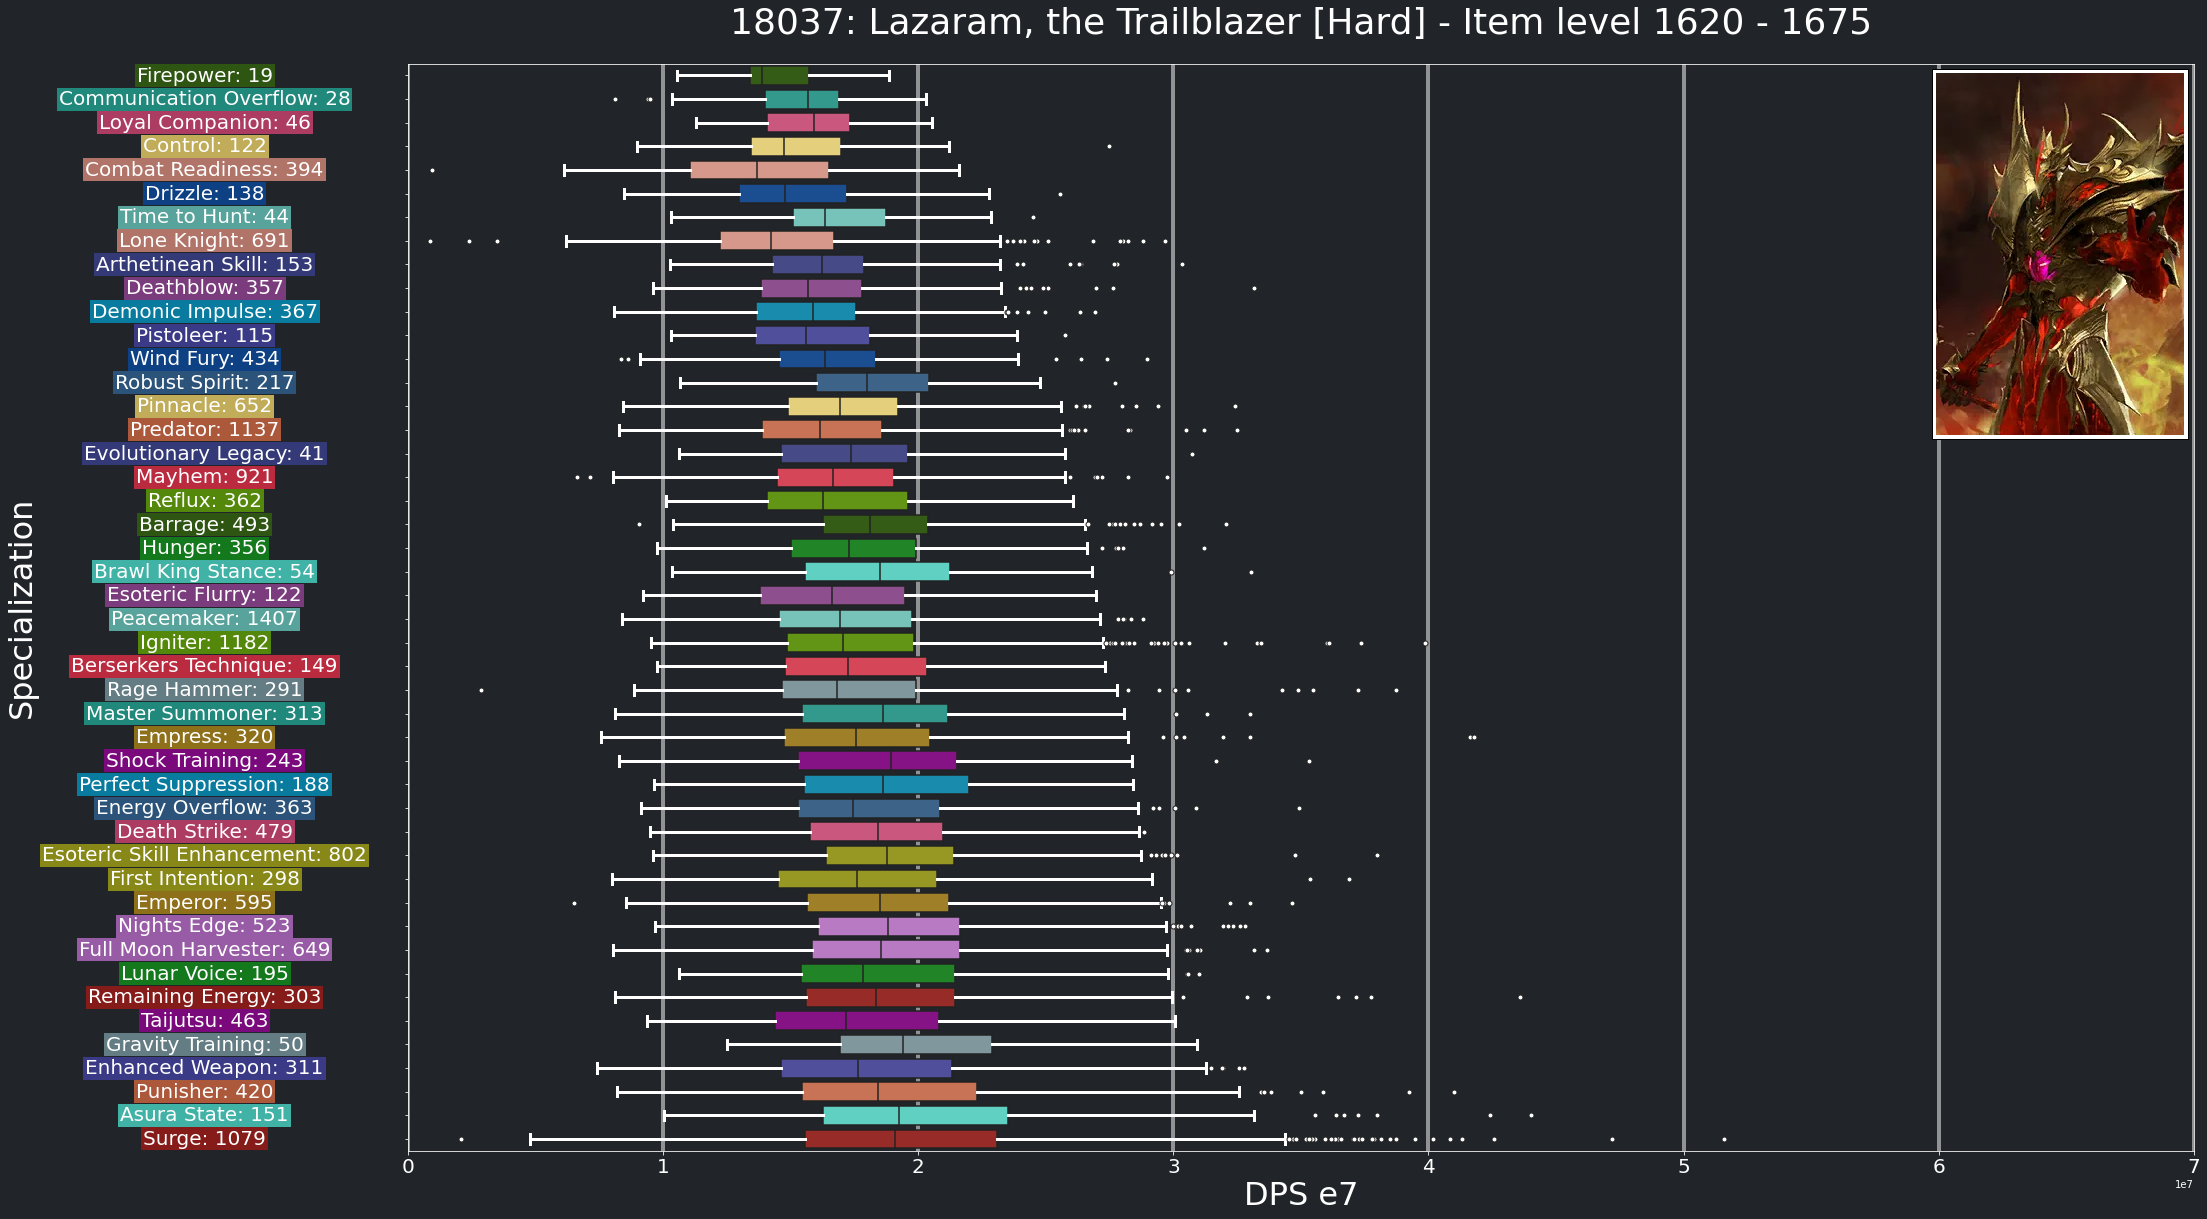 18037: Lazaram, the Trailblazer [Hard] - Item level 1620 - 1675
Firepower: 19
Communication Overflow: 28
Loyal Companion: 46
Control: 122
Combat Readiness: 394
Drizzle: 138
Time to Hunt: 44
Lone Knight: 691
Arthetinean Skill: 153
Deathblow: 357
Demonic Impulse: 367
Pistoleer: 115
Wind Fury: 434
Robust Spirit: 217
Pinnacle: 652
Predator: 1137
Evolutionary Legacy: 41
Mayhem: 921
Reflux: 362
Barrage: 493
Hunger: 356
Brawl King Stance: 54
Esoteric Flurry: 122
Peacemaker: 1407
Igniter: 1182
Berserkers Technique: 149
Rage Hammer: 291
Master Summoner: 313
Empress: 320
Shock Training: 243
Perfect Suppression: 188
Energy Overflow: 363
Death Strike: 479
Esoteric Skill Enhancement: 802
First Intention: 298
Emperor: 595
Nights Edge: 523
Full Moon Harvester: 649
Lunar Voice: 195
Remaining Energy: 303
Taijutsu: 463
Gravity Training: 50
Enhanced Weapon: 311
Punisher: 420
Asura State: 151
Surge: 1079
Specialization
0 1 2 3 4 5 6 7
1e7
DPS e7